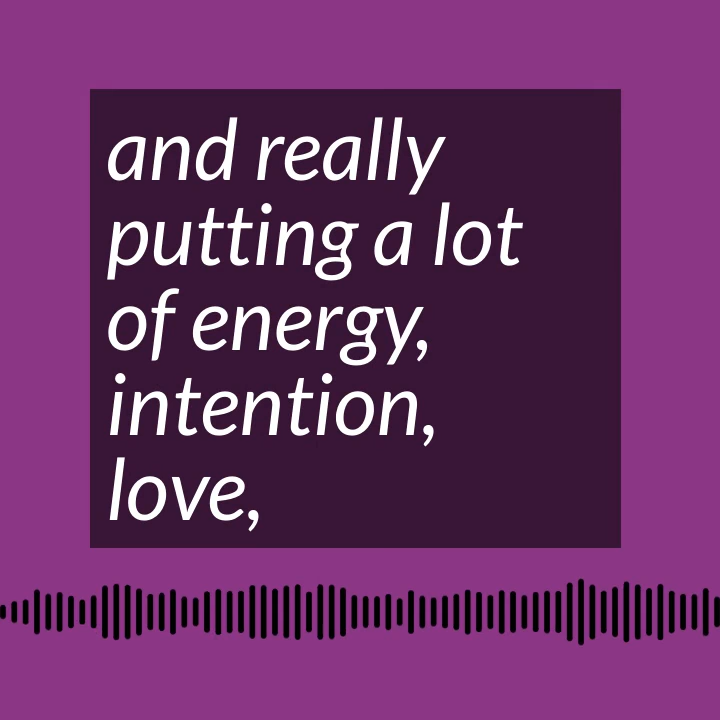 and really
putting a lot
of energy,
intention,
love,